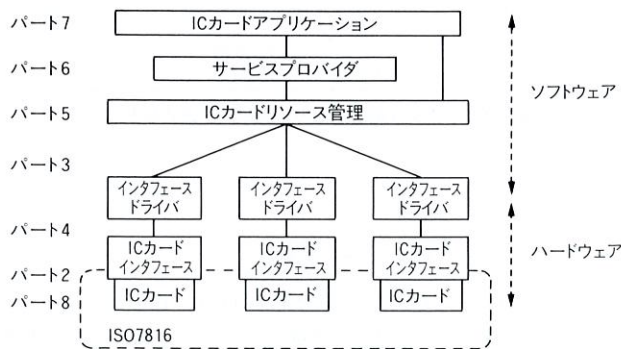 パート7
ICカードアプリケーション
パート6
サービスプロバイダ
ソフトウェア
パート5
ICカードリソース管理
パート3
インタフェース
ドライバ
インタフェース
ドライバ
インタフェース
ドライバ
パート4
ICカード
インタフェース
ICカード
インタフェース
ICカード
インタフェース
ハードウェア
パート2
パート8
ICカード
ICカード
ICカード
ISO7816